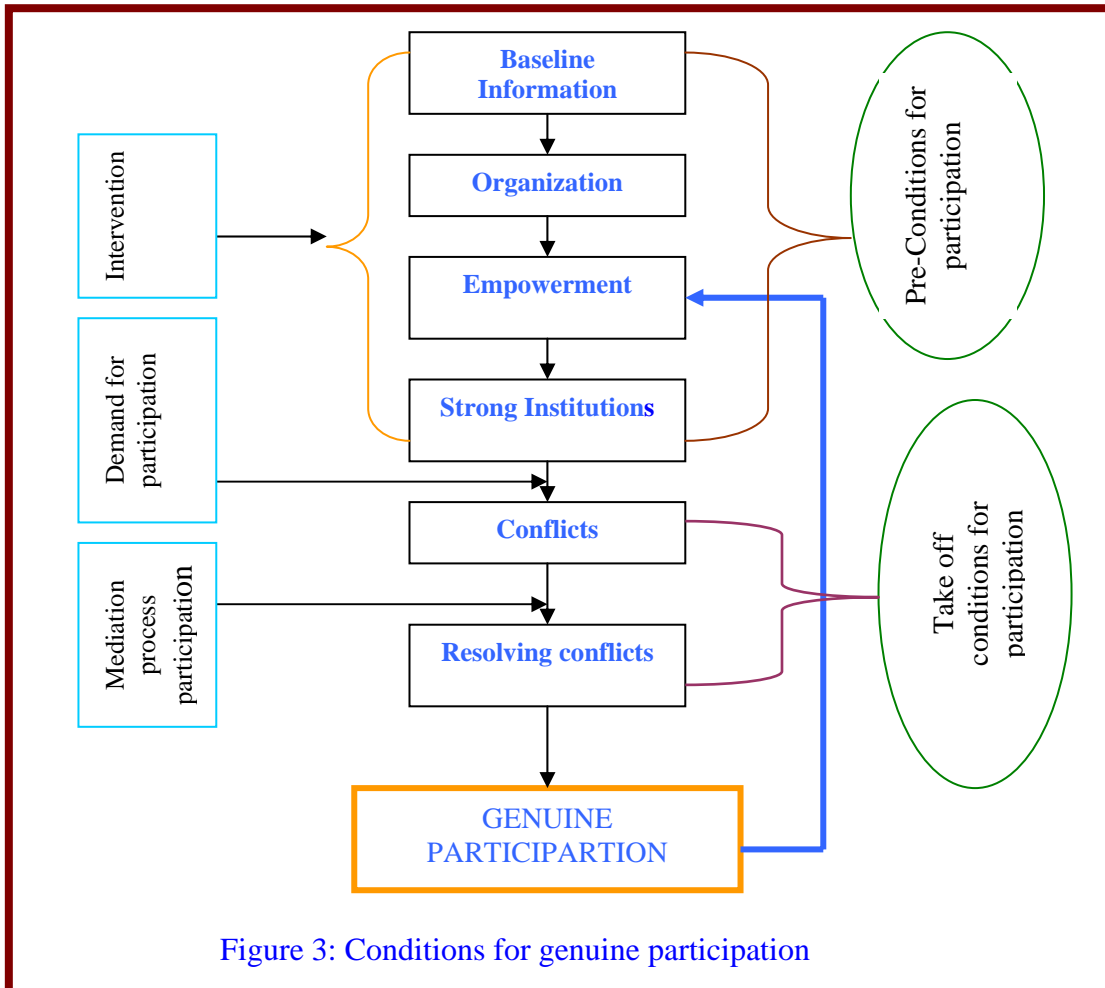 Baseline
Information
Organization
Empowerment
Strong Institutions
Conflicts
Resolving conflicts
GENUINE
PARTICIPARTION
Intervention
Demand for
participation
Mediation
process
participation
Pre-Conditions for
participation
Take off
conditions for
participation
Figure 3: Conditions for genuine participation